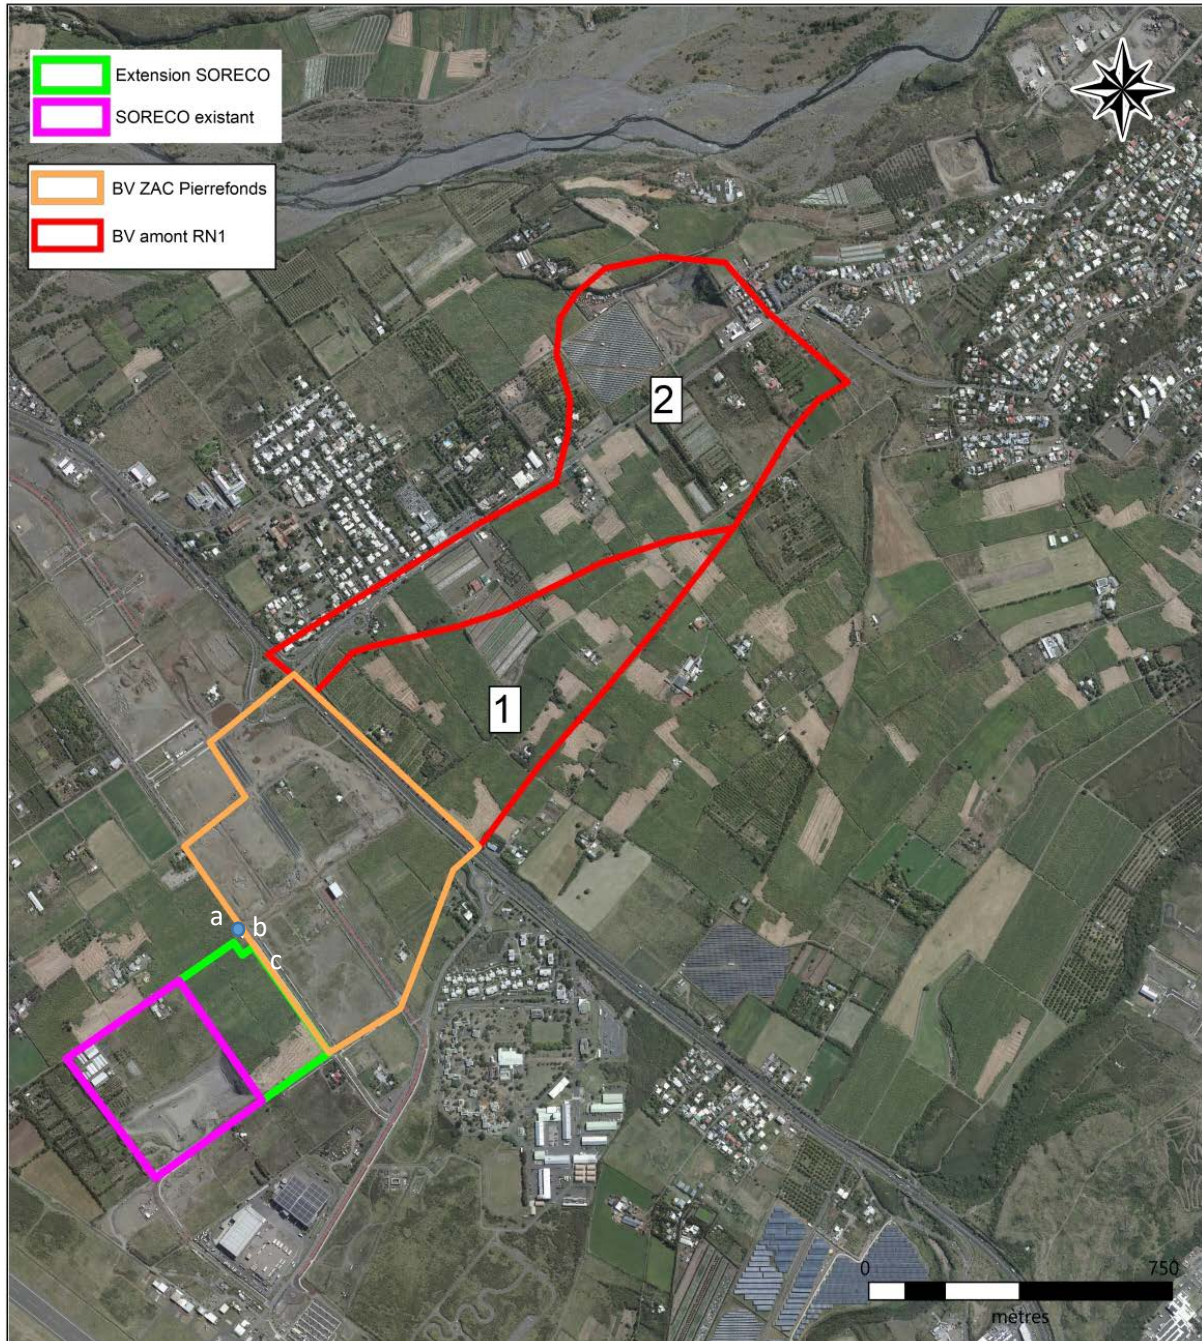 Extension SORECO
SORECO existant
BV ZAC Pierrefonds
BV amont RN1
2
1
a
b
c
0
750
mètres